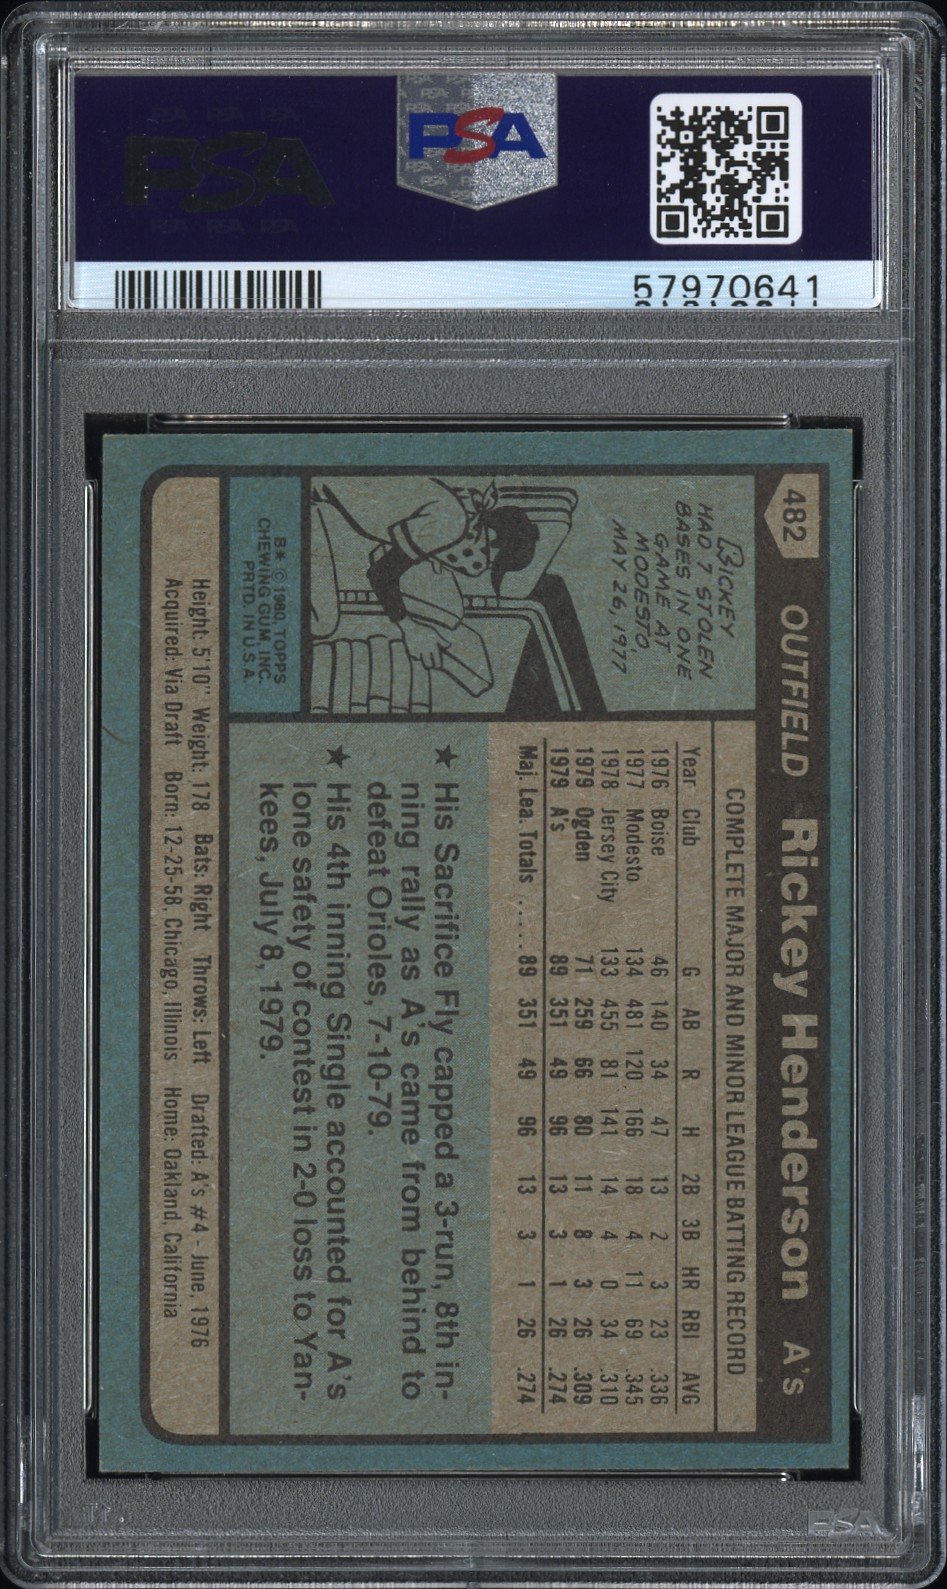 PSA
PSA
57970641
482
OUTFIELD Rickey Henderson A's
RICKEY
HAD 7 STOLEN
BASES IN ONE
GAME AT
MODESTO,
MAY 26, 1977
B✶ © 1980, TOPPS
CHEWING GUM, INC.
PRTD. IN U.S.A.
COMPLETE MAJOR AND MINOR LEAGUE BATTING RECORD
Year Club G AB R H 2B 3B HR RBI AVG
1976 Boise 46 140 34 47 13 2 3 23 .336
1977 Modesto 134 481 120 166 18 4 11 69 .345
1978 Jersey City 133 455 81 141 14 4 0 34 .310
1979 Ogden 71 259 66 80 11 8 3 26 .309
1979 A's 89 351 49 96 13 3 1 26 .274
Maj. Lea. Totals ...... 89 351 49 96 13 3 1 26 .274
★ His Sacrifice Fly capped a 3-run, 8th in-
ning rally as A's came from behind to
defeat Orioles, 7-10-79.
★ His 4th inning Single accounted for A's
lone safety of contest in 2-0 loss to Yan-
kees, July 8, 1979.
Height: 5'10" Weight: 178 Bats: Right Throws: Left Drafted: A's #4 - June, 1976
Acquired: Via Draft Born: 12-25-58, Chicago, Illinois Home: Oakland, California
PSA